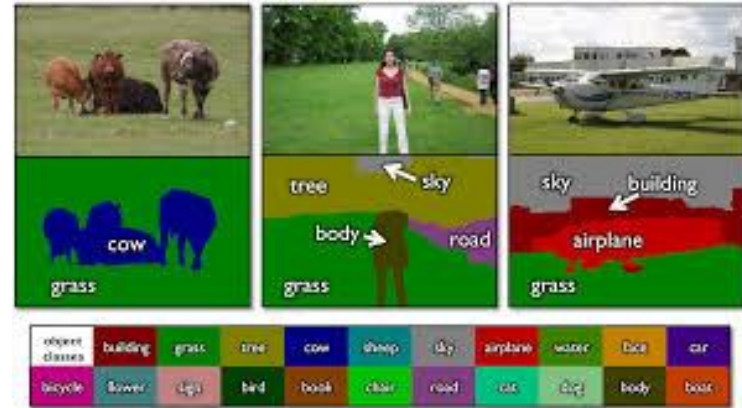 tree
sky
sky
building
body
road
cow
airplane
grass
grass
grass
object classes
building
grass
tree
cow
sheep
sky
airplane
water
face
car
bicycle
flower
sign
bird
book
chair
road
cat
dog
body
boat